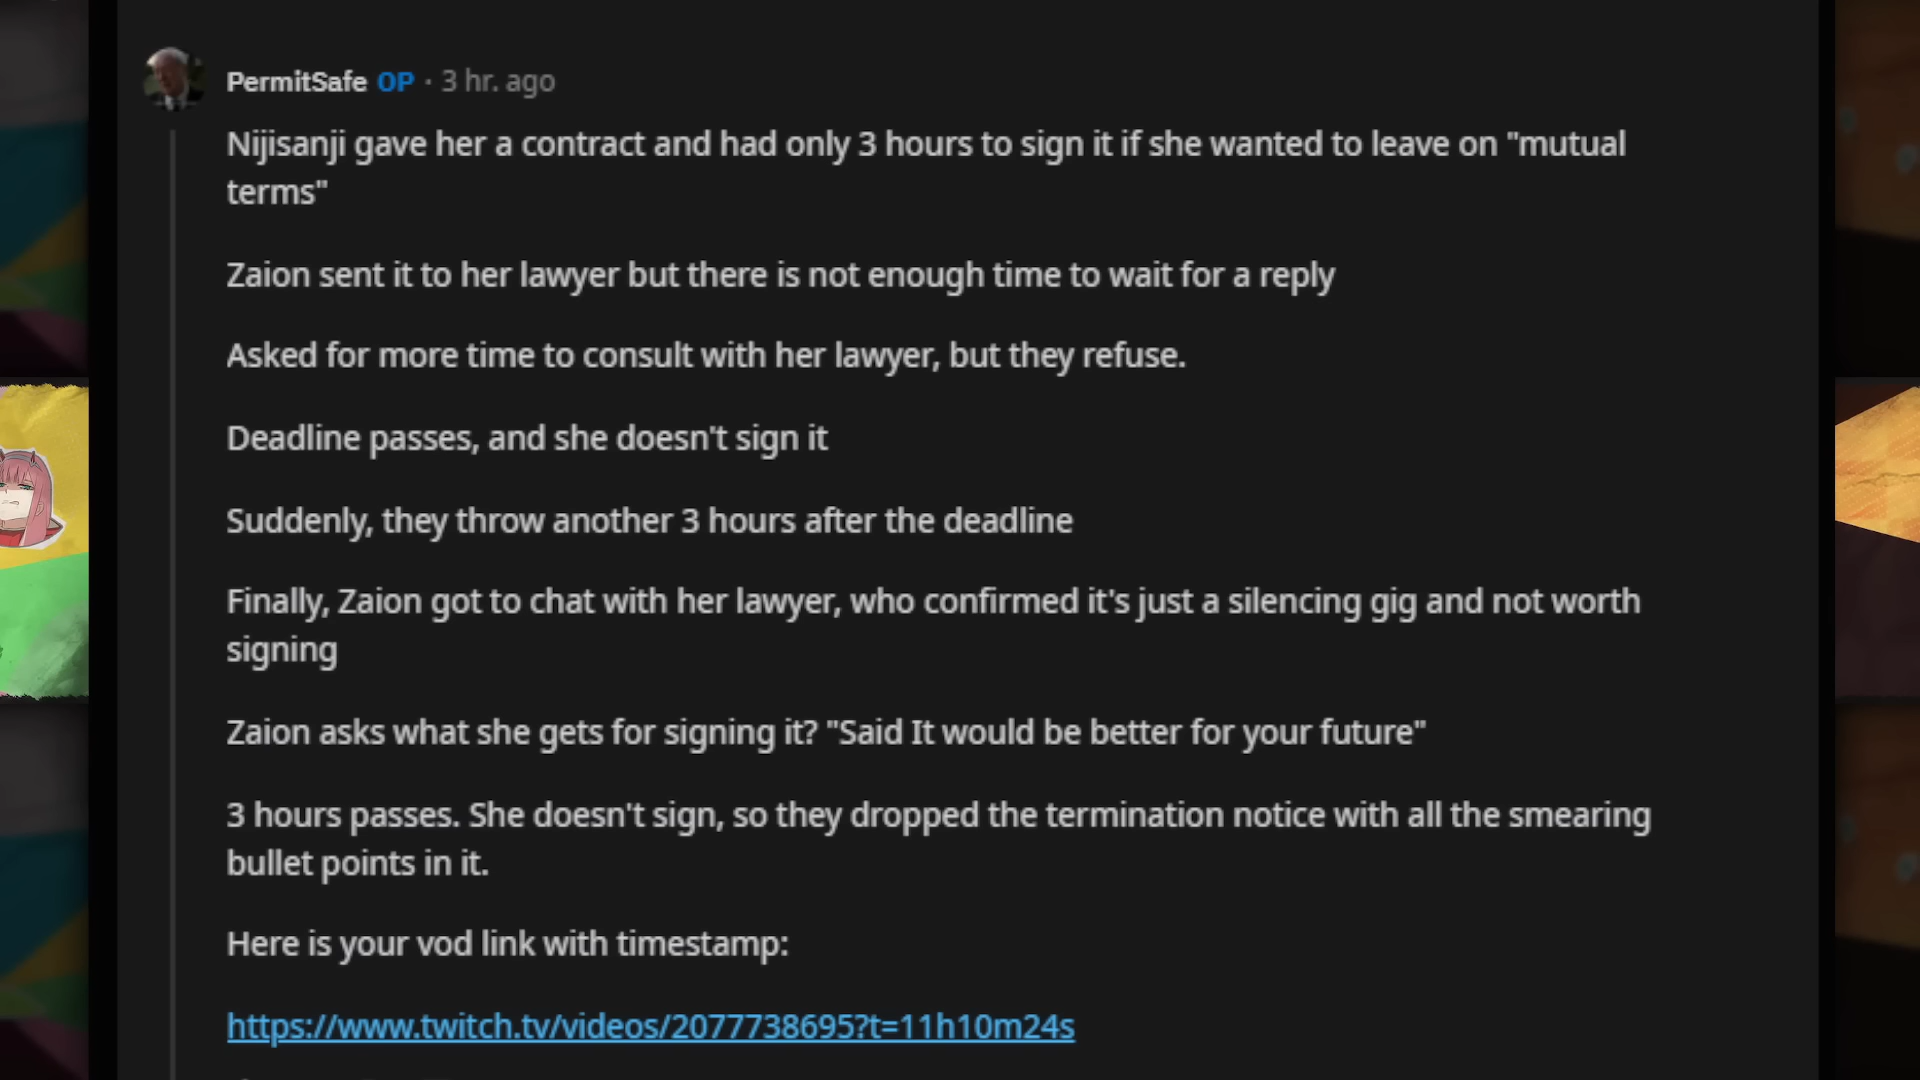 PermitSafe OP · 3 hr. ago
Nijisanji gave her a contract and had only 3 hours to sign it if she wanted to leave on "mutual
terms"
Zaion sent it to her lawyer but there is not enough time to wait for a reply
Asked for more time to consult with her lawyer, but they refuse.
Deadline passes, and she doesn't sign it
Suddenly, they throw another 3 hours after the deadline
Finally, Zaion got to chat with her lawyer, who confirmed it's just a silencing gig and not worth
signing
Zaion asks what she gets for signing it? "Said It would be better for your future"
3 hours passes. She doesn't sign, so they dropped the termination notice with all the smearing
bullet points in it.
Here is your vod link with timestamp:
https://www.twitch.tv/videos/2077738695?t=11h10m24s